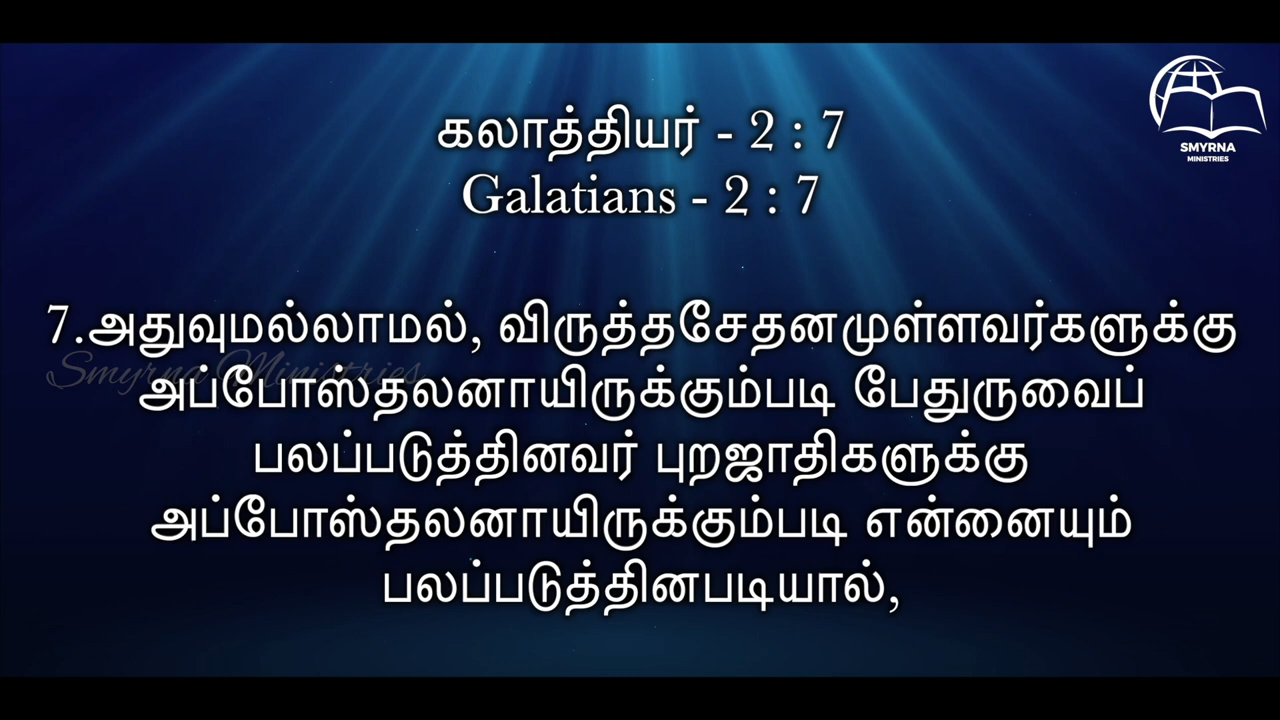 SMYRNA
MINISTRIES
கலாத்தியர் - 2 : 7
Galatians - 2 : 7
7.அதுவுமல்லாமல், விருத்தசேதனமுள்ளவர்களுக்கு
Smyrna Ministries
அப்போஸ்தலனாயிருக்கும்படி பேதுருவைப்
பலப்படுத்தினவர் புறஜாதிகளுக்கு
அப்போஸ்தலனாயிருக்கும்படி என்னையும்
பலப்படுத்தினபடியால்,